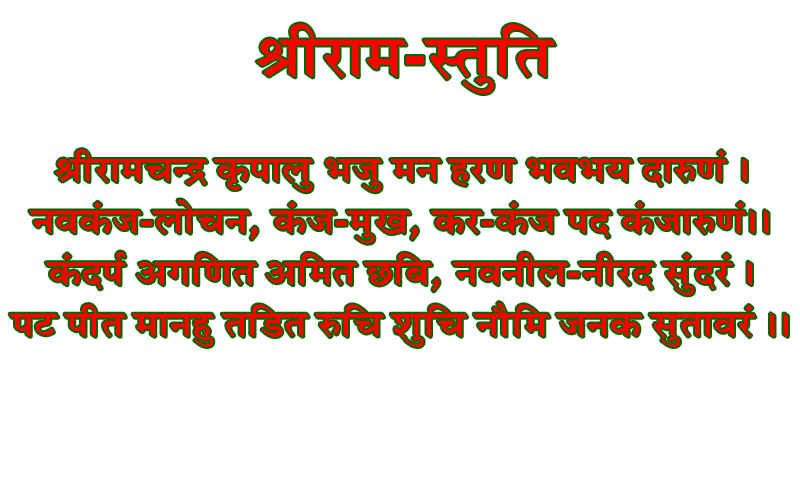 श्रीराम-स्तुति
श्रीरामचन्द्र कृपालु भजु मन हरण भवभय दारुणं ।
नवकंज-लोचन, कंज-मुख, कर-कंज पद कंजारुणं।।
कंदर्प अगणित अमित छबि, नवनील-नीरद सुंदरं ।
पट पीत मानहु तडित रुचि शुचि नौमि जनक सुतावरं ।।